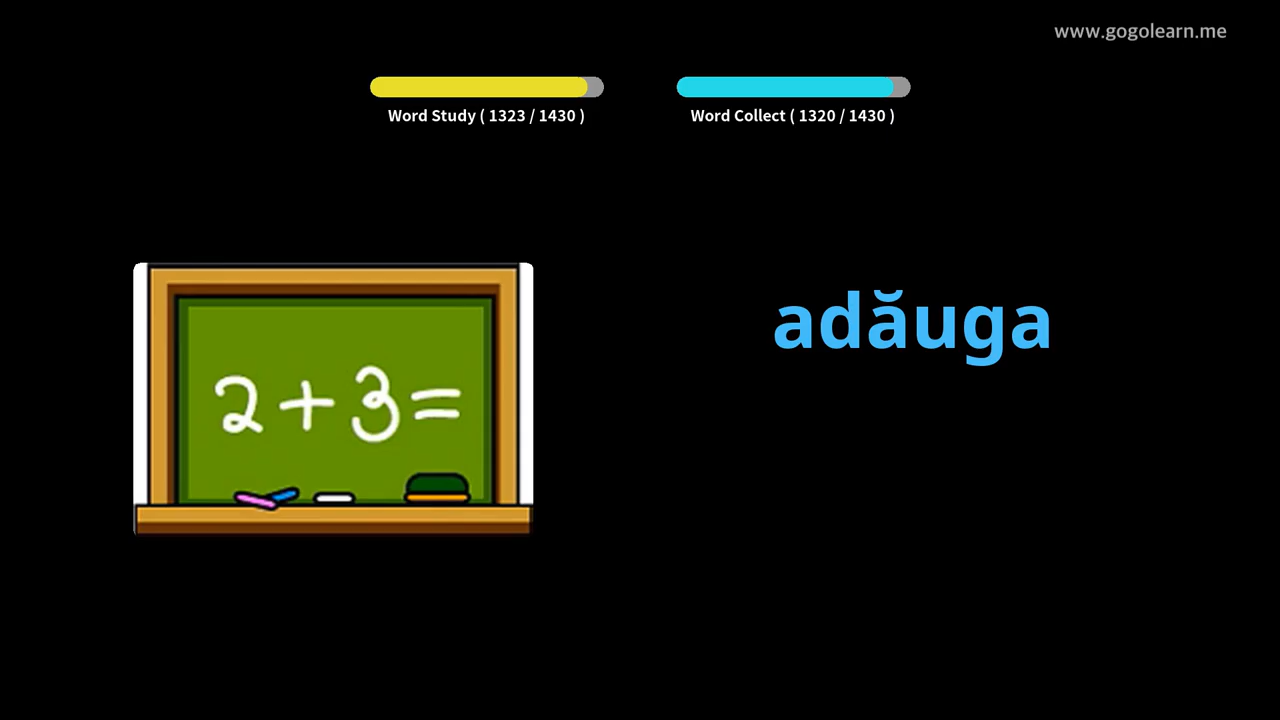 www.gogolearn.me
Word Study ( 1323 / 1430 )
Word Collect ( 1320 / 1430 )
adăuga
2 + 3 =